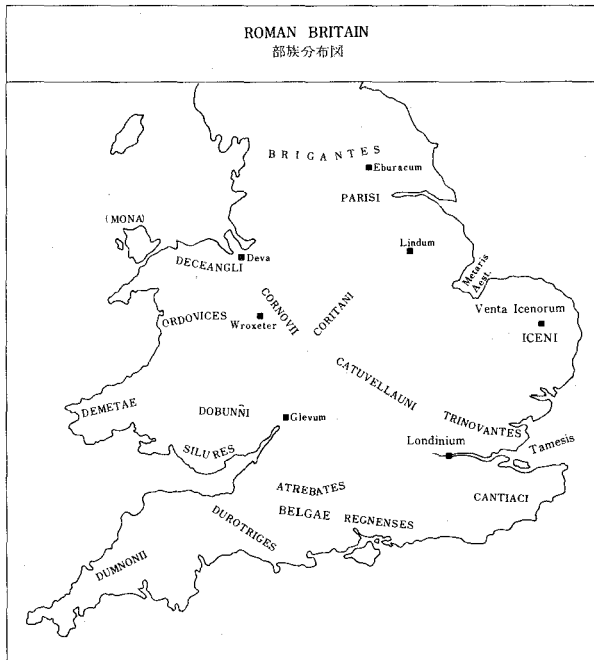 ROMAN BRITAIN
部族分布図
BRIGANTES
Eburacum
PARISI
(MONA)
Lindum
Deva
DECEANGLI
Metaris
Aest.
CORNOVII
CORITANI
Venta Icenorum
ORDOVICES
Wroxeter
ICENI
CATUVELLAUNI
DEMETAE
DOBUNNI
Glevum
TRINOVANTES
SILURES
Londinium
Tamesis
ATREBATES
CANTIACI
BELGAE
REGNENSES
DUROTRIGES
DUMNONII